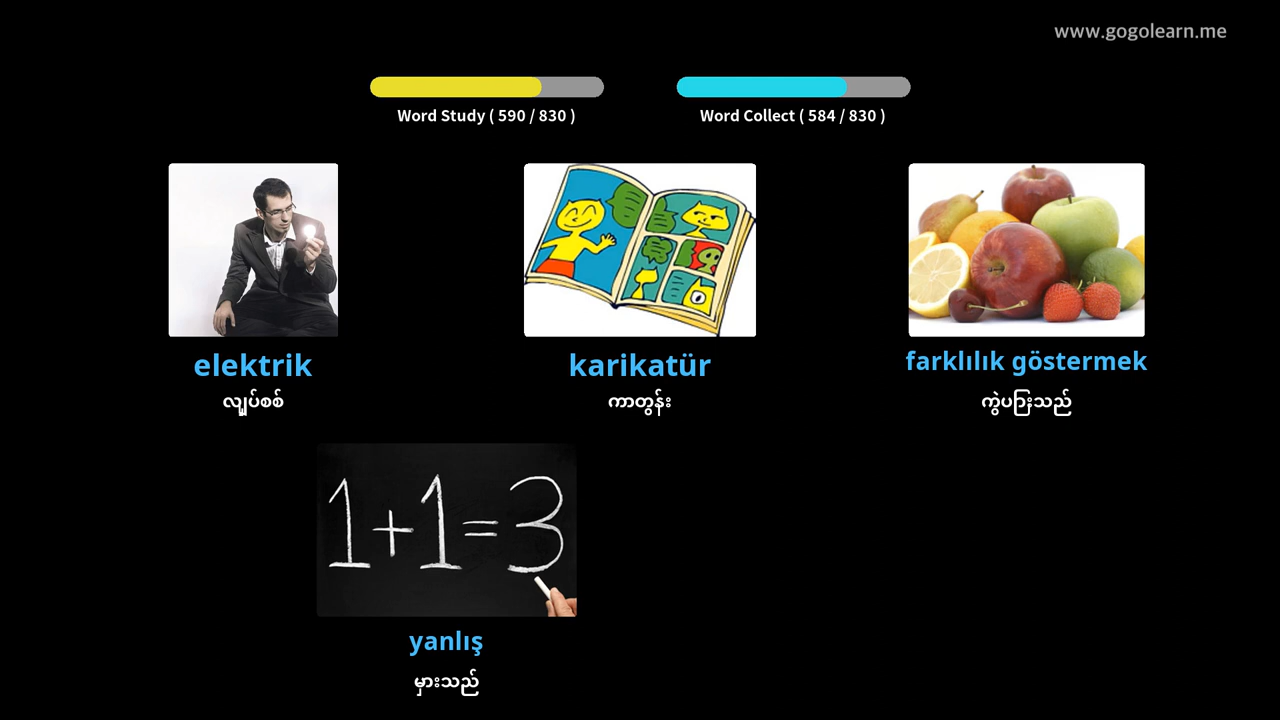 www.gogolearn.me
Word Study ( 590 / 830 )
Word Collect ( 584 / 830 )
elektrik
karikatür
farklılık göstermek
လျှပ်စစ်
ကာတွန်း
ကွဲပြားသည်
1+1=3
yanlış
မှားသည်